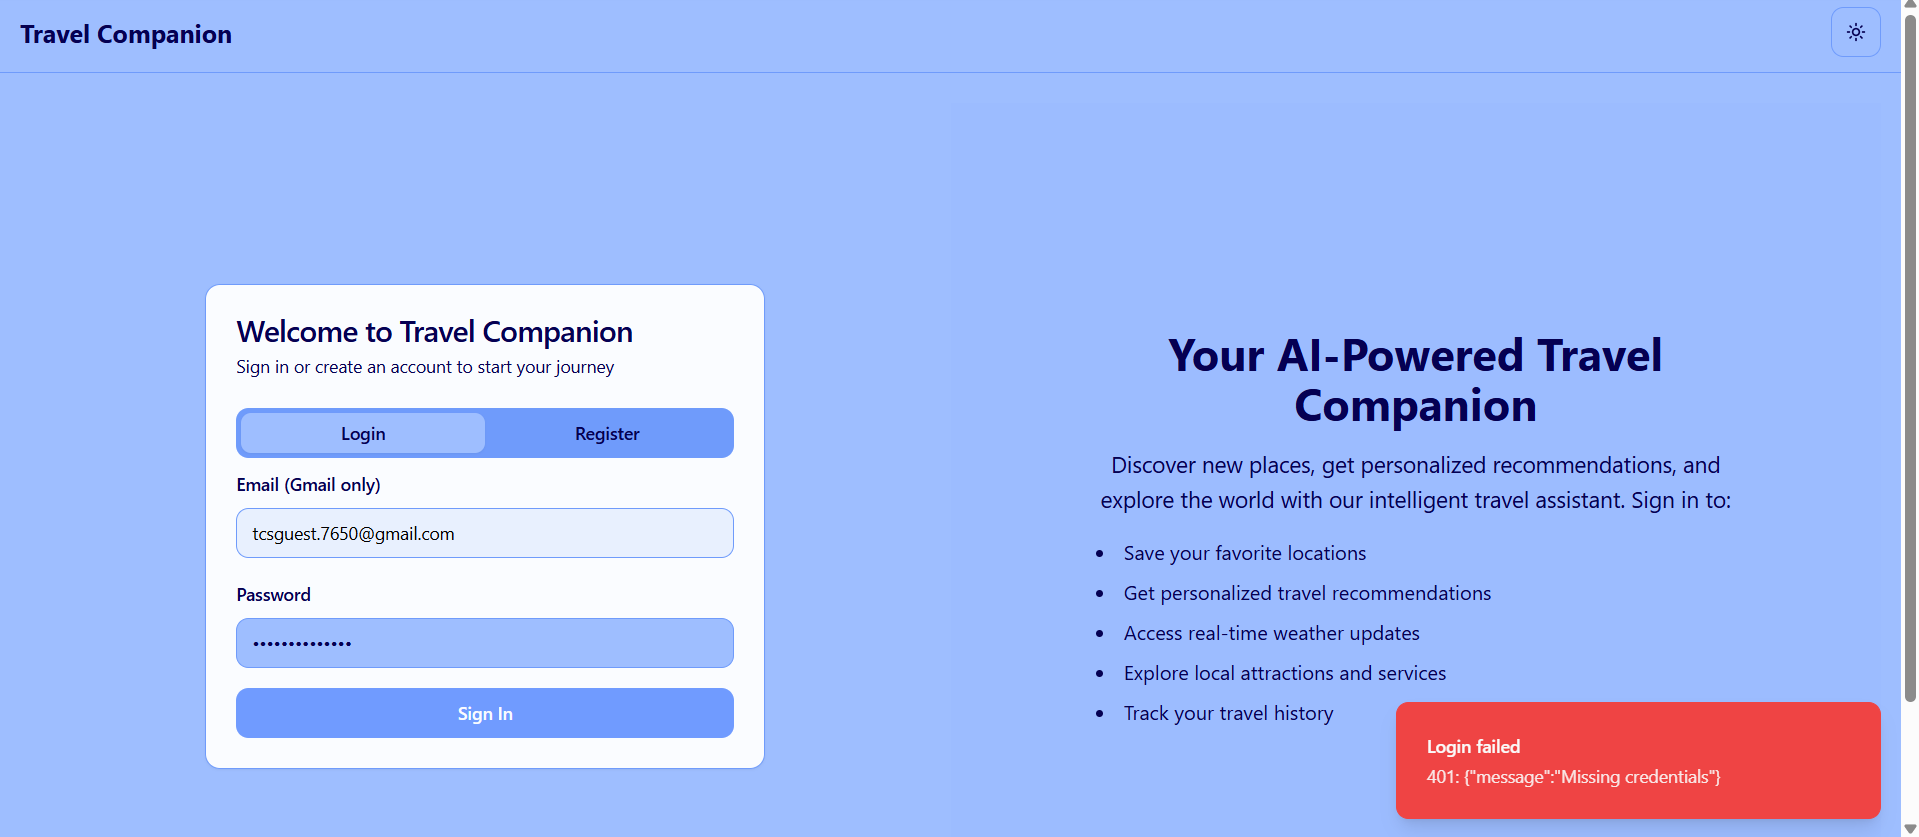 Travel Companion
Welcome to Travel Companion
Sign in or create an account to start your journey
Login
Register
Email (Gmail only)
tcsguest.7650@gmail.com
Password
••••••••••••••
Sign In
Your AI-Powered Travel
Companion
Discover new places, get personalized recommendations, and
explore the world with our intelligent travel assistant. Sign in to:
• Save your favorite locations
• Get personalized travel recommendations
• Access real-time weather updates
• Explore local attractions and services
• Track your travel history
Login failed
401: {"message":"Missing credentials"}